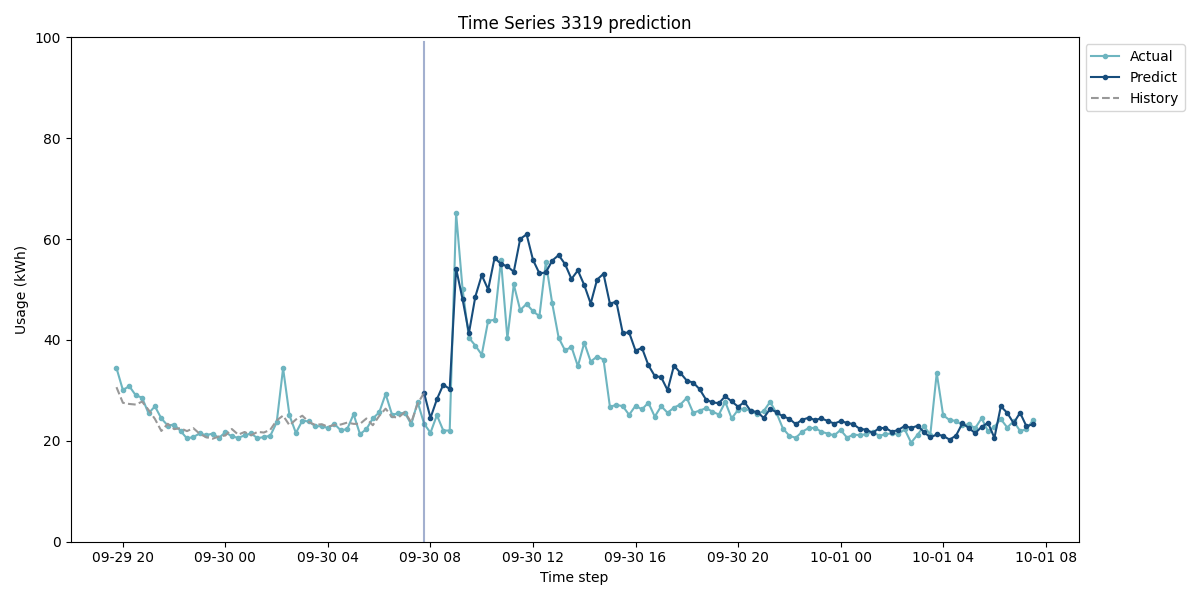 Time Series 3319 prediction
Usage (kWh)
100
80
60
40
20
0
09-29 20
09-30 00
09-30 04
09-30 08
09-30 12
09-30 16
09-30 20
10-01 00
10-01 04
10-01 08
Time step
Actual
Predict
History